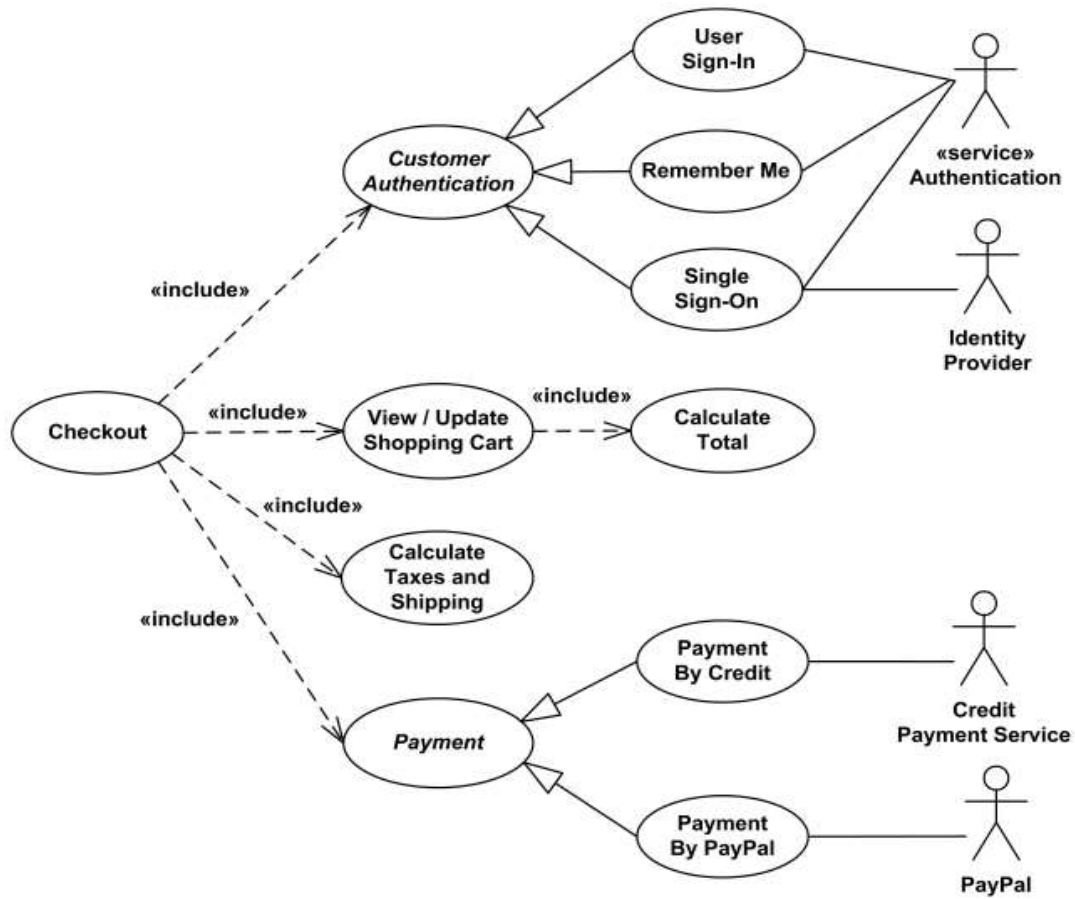 User
Sign-In
Customer
Authentication
Remember Me
«service»
Authentication
Single
Sign-On
Identity
Provider
«include»
Checkout
«include»
View / Update
Shopping Cart
«include»
Calculate
Total
«include»
Calculate
Taxes and
Shipping
«include»
Payment
By Credit
Credit
Payment Service
Payment
Payment
By PayPal
PayPal